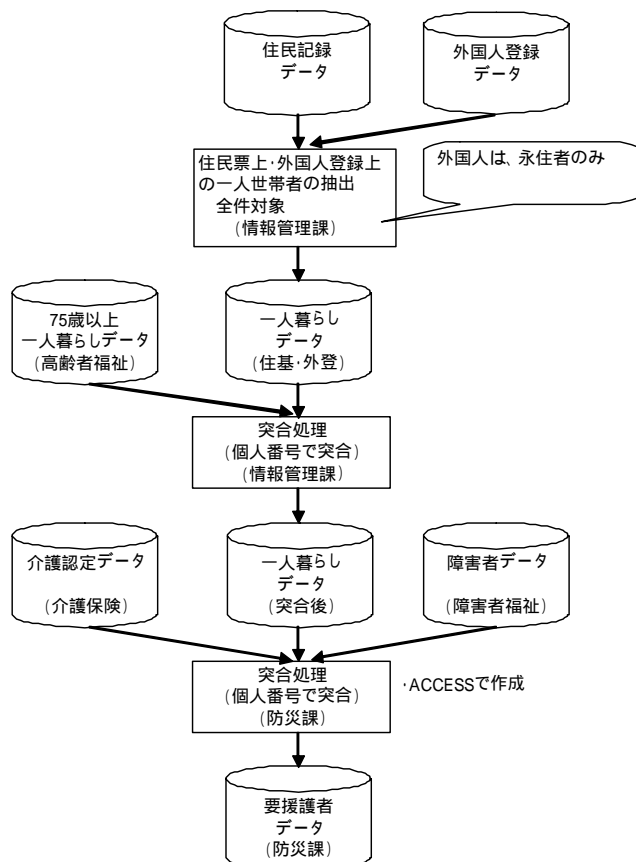 住民記録
データ
外国人登録
データ
住民票上・外国人登録上
の一人世帯者の抽出
全件対象
(情報管理課)
外国人は、永住者のみ
75歳以上
一人暮らしデータ
(高齢者福祉)
一人暮らし
データ
(住基・外登)
突合処理
(個人番号で突合)
(情報管理課)
介護認定データ
(介護保険)
一人暮らし
データ
(突合後)
障害者データ
(障害者福祉)
突合処理
(個人番号で突合)
(防災課)
・ACCESSで作成
要援護者
データ
(防災課)